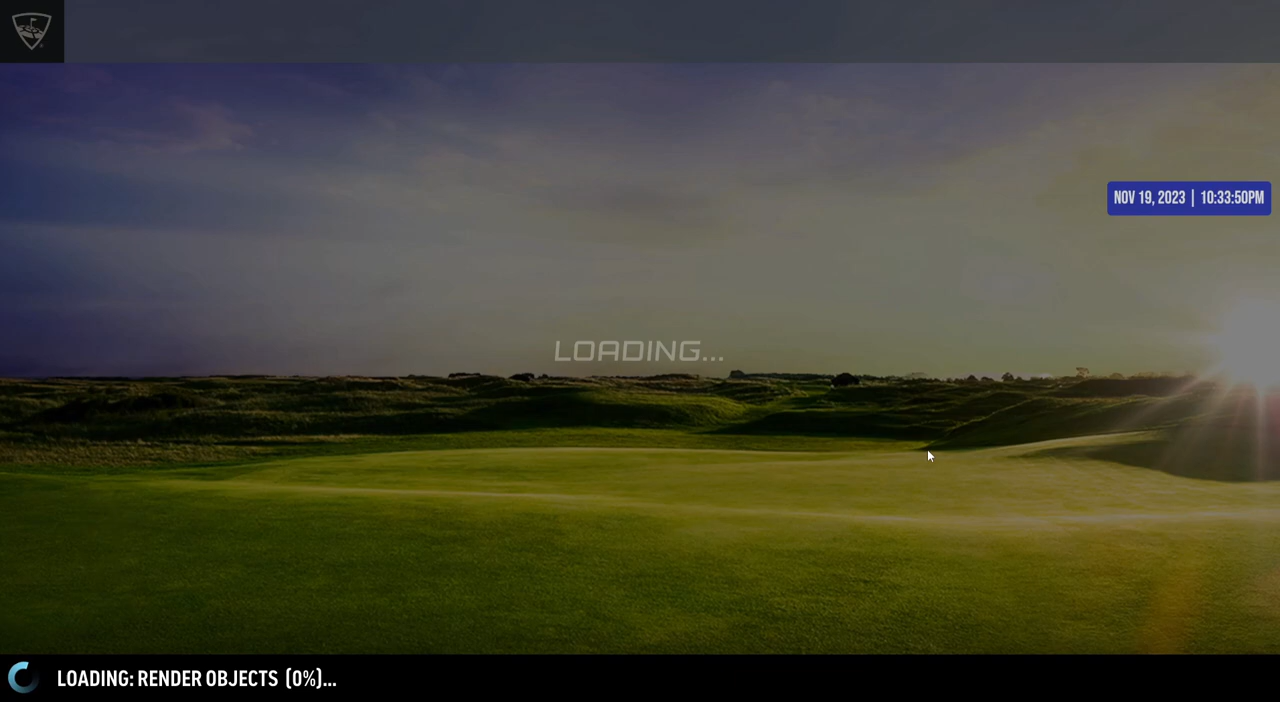 NOV 19, 2023 | 10:33:50PM
LOADING...
LOADING: RENDER OBJECTS (0%)...